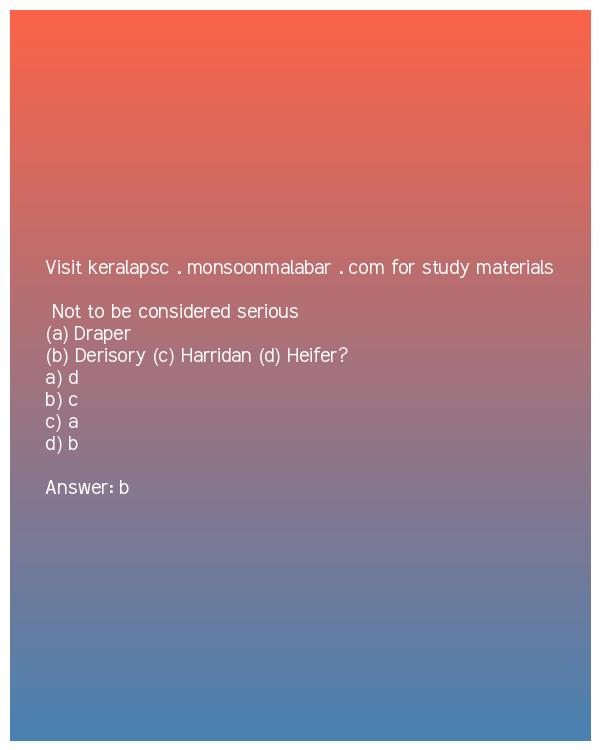 Visit keralapsc . monsoonmalabar . com for study materials
Not to be considered serious
(a) Draper
(b) Derisory (c) Harridan (d) Heifer?
a) d
b) c
c) a
d) b
Answer: b